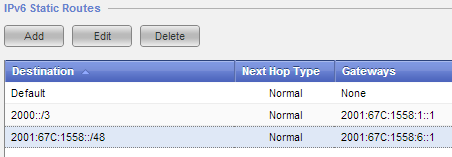 IPv6 Static Routes
Add Edit Delete
Destination Next Hop Type Gateways
Default Normal None
2000::/3 Normal 2001:67C:1558:1::1
2001:67C:1558::/48 Normal 2001:67C:1558:6::1